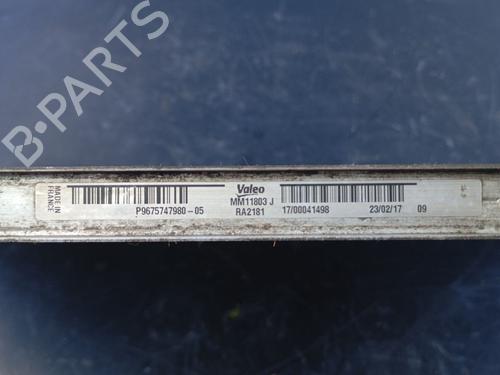 B-PARTS
MADE IN
FRANCE
P9675747980-05
Valeo
MM11803 J
RA2181
17/00041498
23/02/17
09